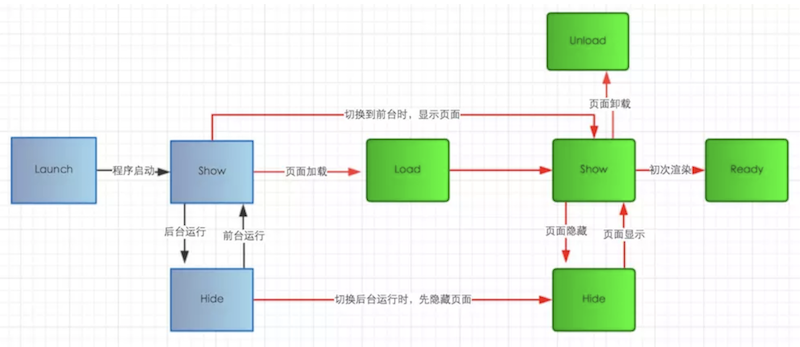 Unload
页面卸载
切换到前台时，显示页面
Launch
程序启动
Show
页面加载
Load
Show
初次渲染
Ready
后台运行
前台运行
页面隐藏
页面显示
Hide
切换后台运行时，先隐藏页面
Hide